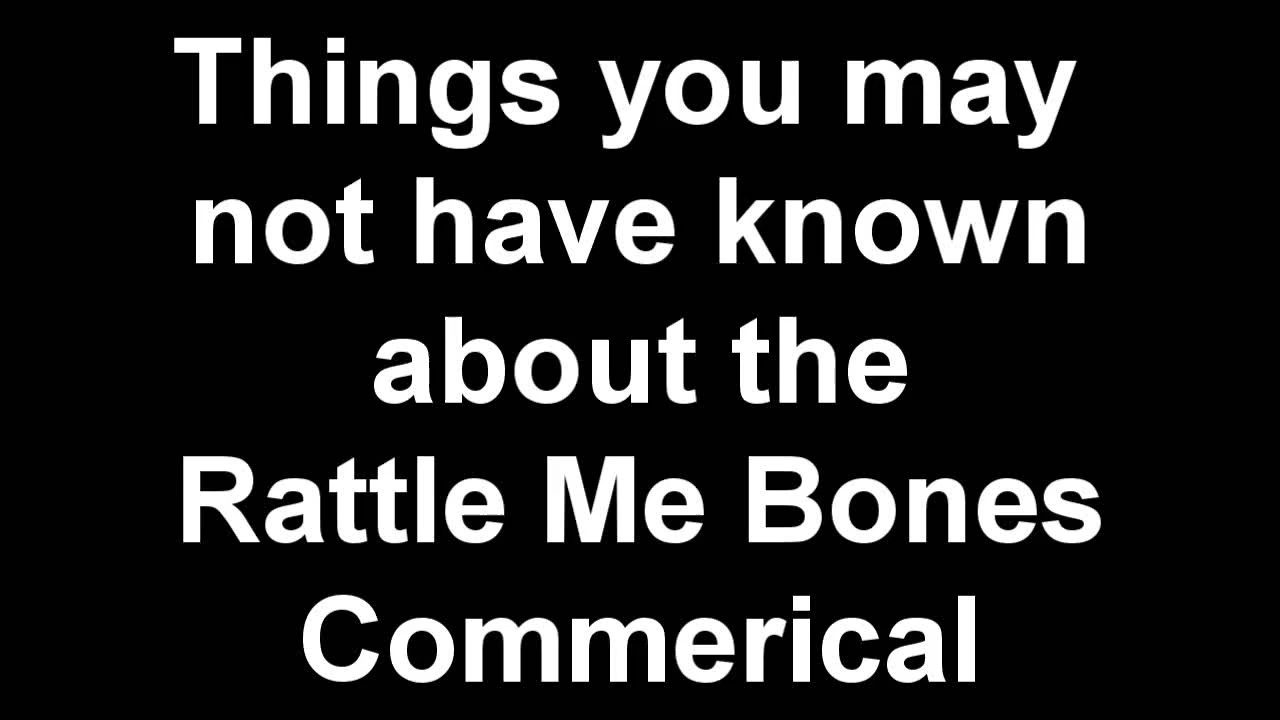 Things you may
not have known
about the
Rattle Me Bones
Commerical